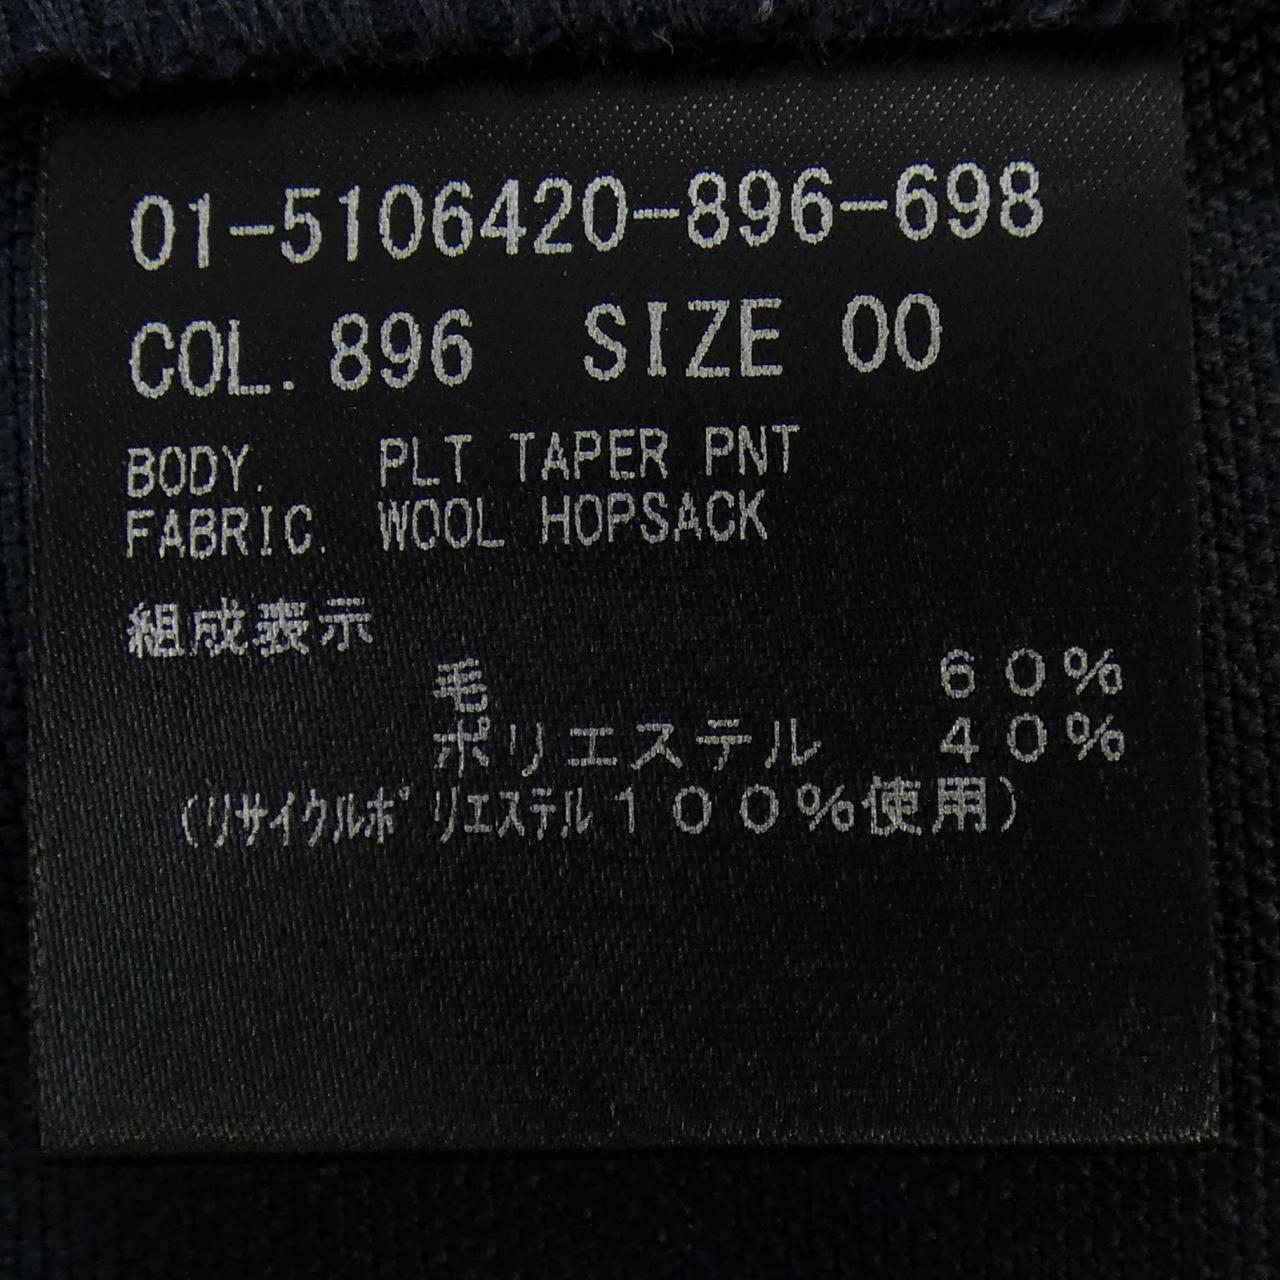 01-5106420-896-698
COL. 896 SIZE 00
BODY. PLT TAPER PNT
FABRIC. WOOL HOPSACK
組成表示
毛 60%
ポリエステル 40%
(ﾘｻｲｸﾙﾎﾟﾘｴｽﾃﾙ100%使用)